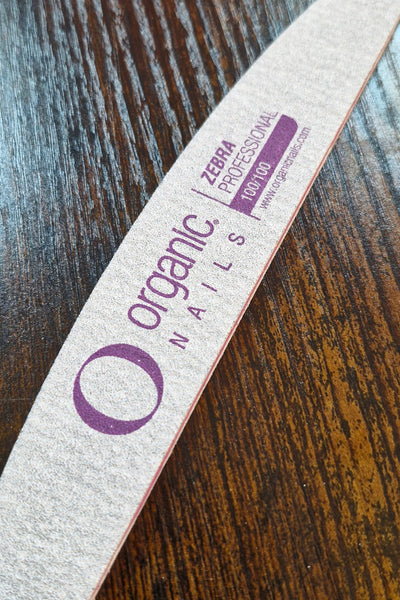 O
organic®
NAILS
ZEBRA
PROFESSIONAL
100/100
www.organicnails.com